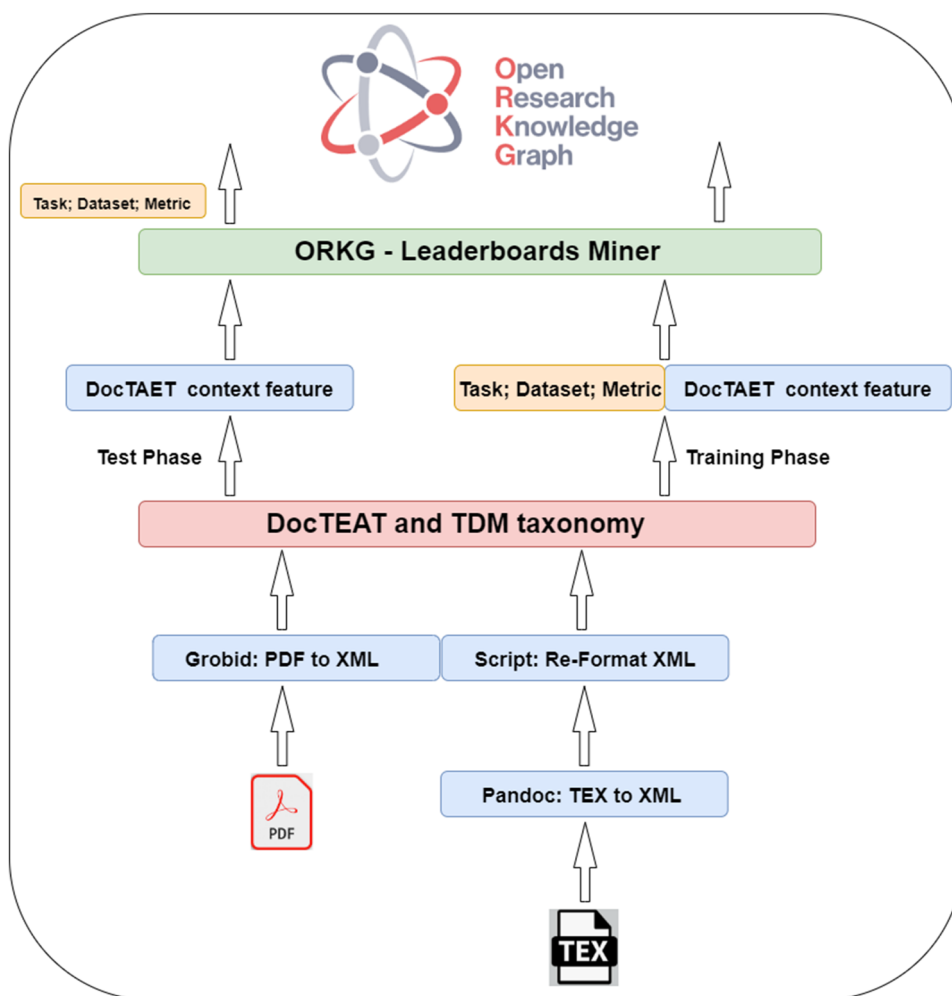 Open
Research
Knowledge
Graph
Task; Dataset; Metric
ORKG - Leaderboards Miner
DocTAET context feature
Task; Dataset; Metric
DocTAET context feature
Test Phase
Training Phase
DocTEAT and TDM taxonomy
Grobid: PDF to XML
Script: Re-Format XML
PDF
Pandoc: TEX to XML
TEX